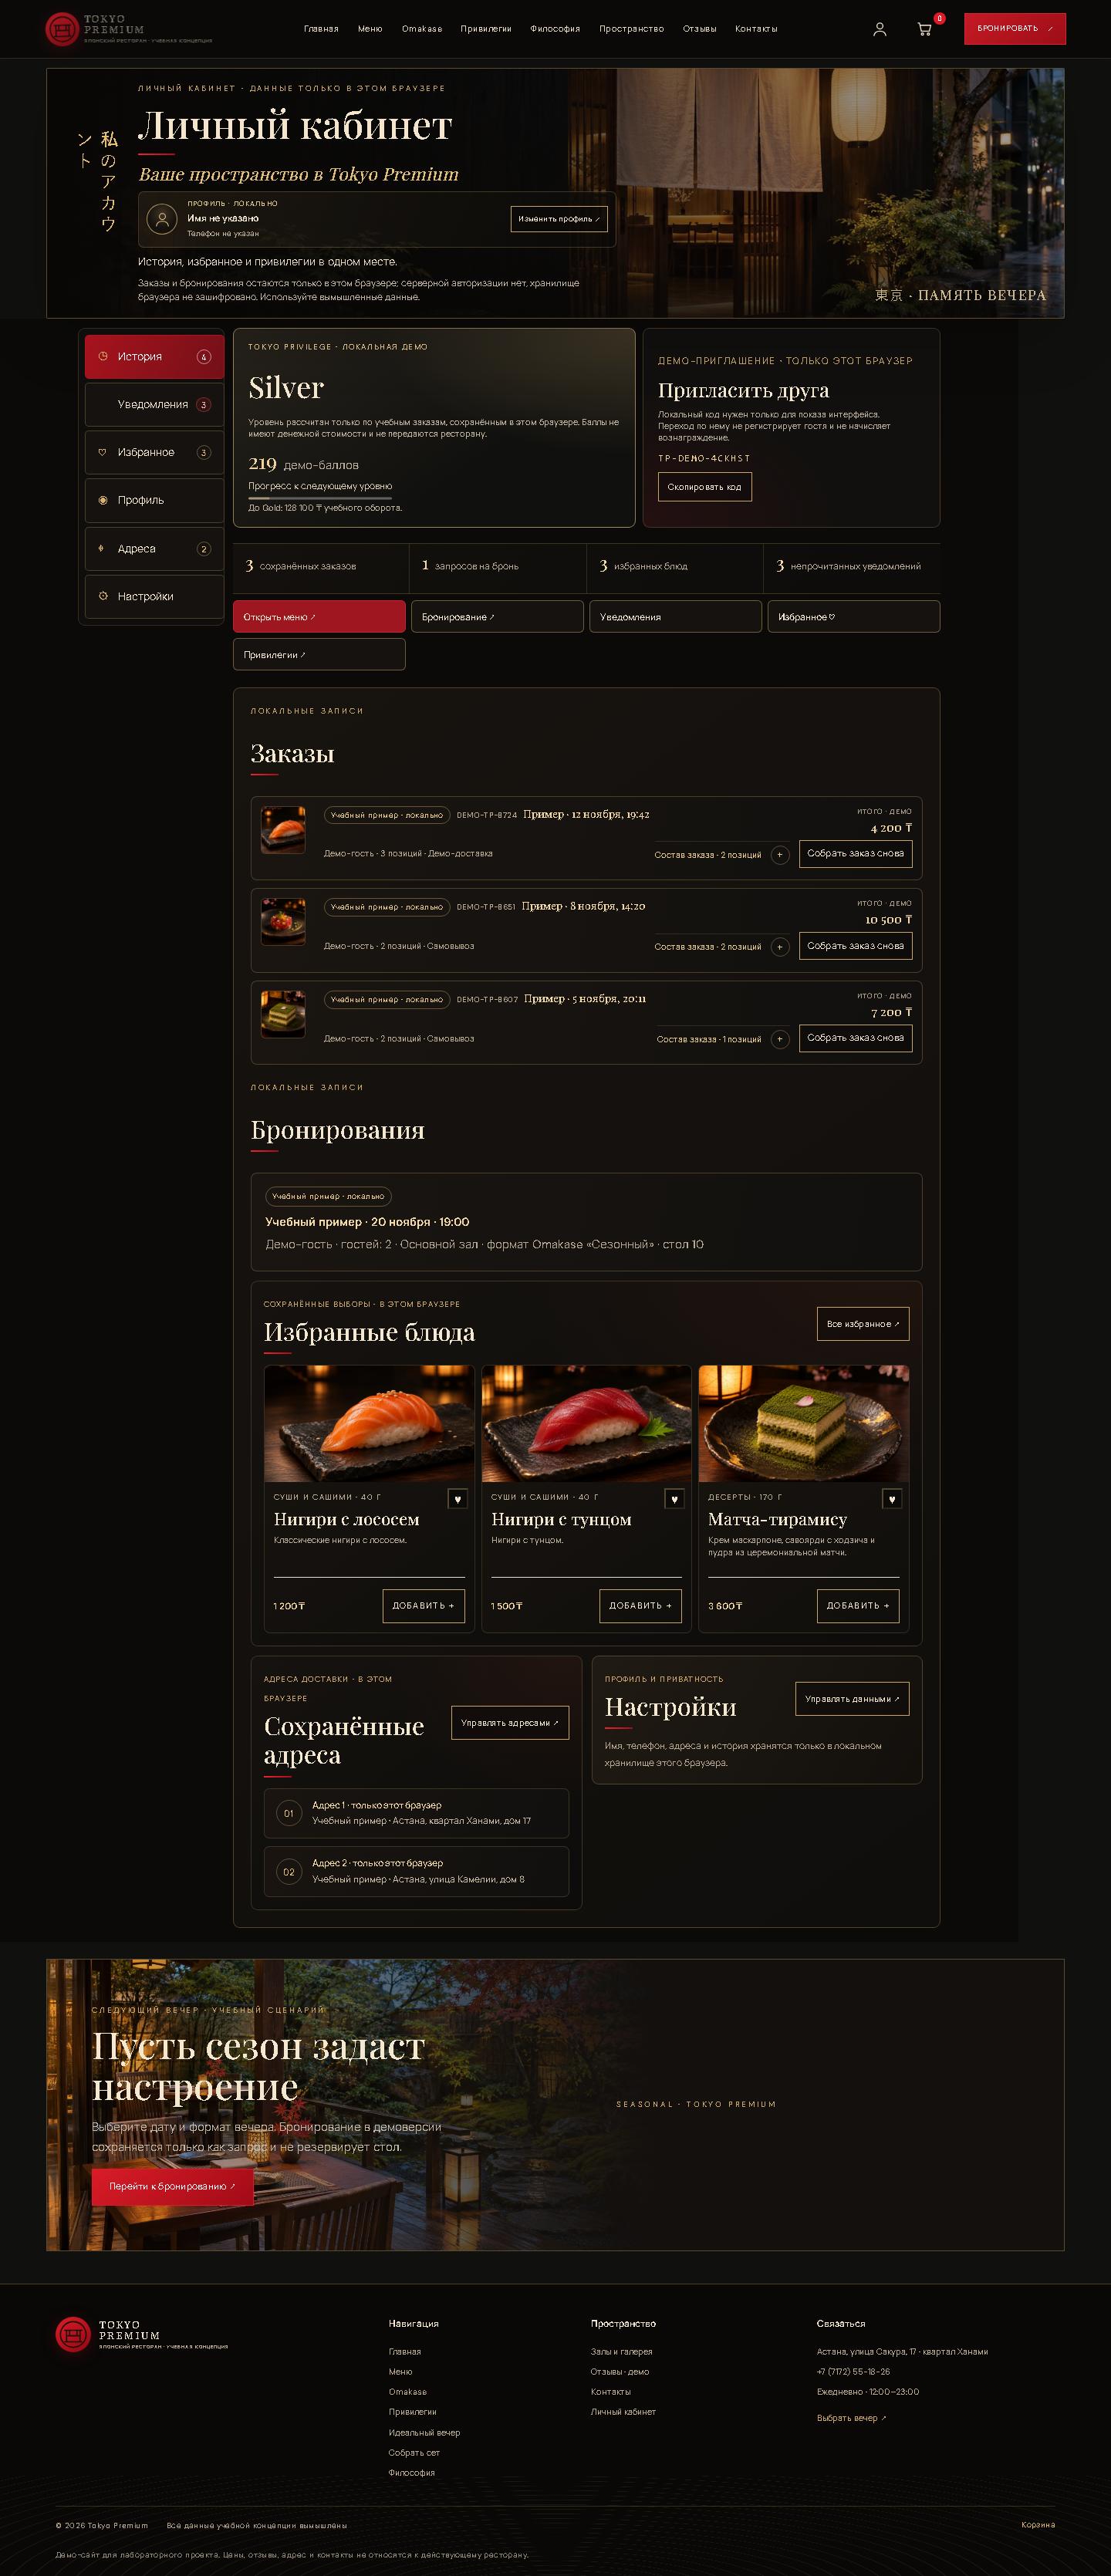 TOKYO
PREMIUM
ЯПОНСКИЙ РЕСТОРАН · УЧЕБНАЯ КОНЦЕПЦИЯ
Главная Меню Omakase Привилегии Философия Пространство Отзывы Контакты
0
БРОНИРОВАТЬ ↗
ЛИЧНЫЙ КАБИНЕТ · ДАННЫЕ ТОЛЬКО В ЭТОМ БРАУЗЕРЕ
私のアカウ
ント
Личный кабинет
Ваше пространство в Tokyo Premium
ПРОФИЛЬ · ЛОКАЛЬНО
Имя не указано
Телефон не указан
Изменить профиль ↗
История, избранное и привилегии в одном месте.
Заказы и бронирования остаются только в этом браузере; серверной авторизации нет, хранилище
браузера не зашифровано. Используйте вымышленные данные.
東京 · ПАМЯТЬ ВЕЧЕРА
История 4
Уведомления 3
Избранное 3
Профиль
Адреса 2
Настройки
TOKYO PRIVILEGE · ЛОКАЛЬНАЯ ДЕМО
Silver
Уровень рассчитан только по учебным заказам, сохранённым в этом браузере. Баллы не
имеют денежной стоимости и не передаются ресторану.
219 демо-баллов
Прогресс к следующему уровню
До Gold: 128 100 ₸ учебного оборота.
ДЕМО-ПРИГЛАШЕНИЕ · ТОЛЬКО ЭТОТ БРАУЗЕР
Пригласить друга
Локальный код нужен только для показа интерфейса.
Переход по нему не регистрирует гостя и не начисляет
вознаграждение.
TP-DEMO-4CKHST
Скопировать код
3 сохранённых заказов
1 запросов на бронь
3 избранных блюд
3 непрочитанных уведомлений
Открыть меню ↗
Бронирование ↗
Уведомления
Избранное ♡
Привилегии ↗
ЛОКАЛЬНЫЕ ЗАПИСИ
Заказы
Учебный пример · локально DEMO-TP-8724 Пример · 12 ноября, 19:42
Демо-гость · 3 позиций · Демо-доставка
Состав заказа · 2 позиций +
ИТОГО · ДЕМО
4 200 ₸
Собрать заказ снова
Учебный пример · локально DEMO-TP-8651 Пример · 8 ноября, 14:20
Демо-гость · 2 позиций · Самовывоз
Состав заказа · 2 позиций +
ИТОГО · ДЕМО
10 500 ₸
Собрать заказ снова
Учебный пример · локально DEMO-TP-8607 Пример · 5 ноября, 20:11
Демо-гость · 2 позиций · Самовывоз
Состав заказа · 1 позиций +
ИТОГО · ДЕМО
7 200 ₸
Собрать заказ снова
ЛОКАЛЬНЫЕ ЗАПИСИ
Бронирования
Учебный пример · локально
Учебный пример · 20 ноября · 19:00
Демо-гость · гостей: 2 · Основной зал · формат Omakase «Сезонный» · стол 10
СОХРАНЁННЫЕ ВЫБОРЫ · В ЭТОМ БРАУЗЕРЕ
Избранные блюда
Все избранное ↗
СУШИ И САШИМИ · 40 Г
♥
Нигири с лососем
Классические нигири с лососем.
1 200 ₸
ДОБАВИТЬ +
СУШИ И САШИМИ · 40 Г
♥
Нигири с тунцом
Нигири с тунцом.
1 500 ₸
ДОБАВИТЬ +
ДЕСЕРТЫ · 170 Г
♥
Матча-тирамису
Крем маскарпоне, савоярди с ходзича и
пудра из церемониальной матчи.
3 600 ₸
ДОБАВИТЬ +
АДРЕСА ДОСТАВКИ · В ЭТОМ
БРАУЗЕРЕ
Сохранённые
адреса
Управлять адресами ↗
01
Адрес 1 · только этот браузер
Учебный пример · Астана, квартал Ханами, дом 17
02
Адрес 2 · только этот браузер
Учебный пример · Астана, улица Камелии, дом 8
ПРОФИЛЬ И ПРИВАТНОСТЬ
Настройки
Управлять данными ↗
Имя, телефон, адреса и история хранятся только в локальном
хранилище этого браузера.
СЛЕДУЮЩИЙ ВЕЧЕР · УЧЕБНЫЙ СЦЕНАРИЙ
Пусть сезон задаст
настроение
Выберите дату и формат вечера. Бронирование в демоверсии
сохраняется только как запрос и не резервирует стол.
Перейти к бронированию ↗
SEASONAL · TOKYO PREMIUM
TOKYO
PREMIUM
ЯПОНСКИЙ РЕСТОРАН · УЧЕБНАЯ КОНЦЕПЦИЯ
Навигация
Главная
Меню
Omakase
Привилегии
Идеальный вечер
Собрать сет
Философия
Пространство
Залы и галерея
Отзывы · демо
Контакты
Личный кабинет
Связаться
Астана, улица Сакура, 17 · квартал Ханами
+7 (7172) 55-18-26
Ежедневно · 12:00–23:00
Выбрать вечер ↗
© 2026 Tokyo Premium Все данные учебной концепции вымышлены
Корзина
Демо-сайт для лабораторного проекта. Цены, отзывы, адрес и контакты не относятся к действующему ресторану.